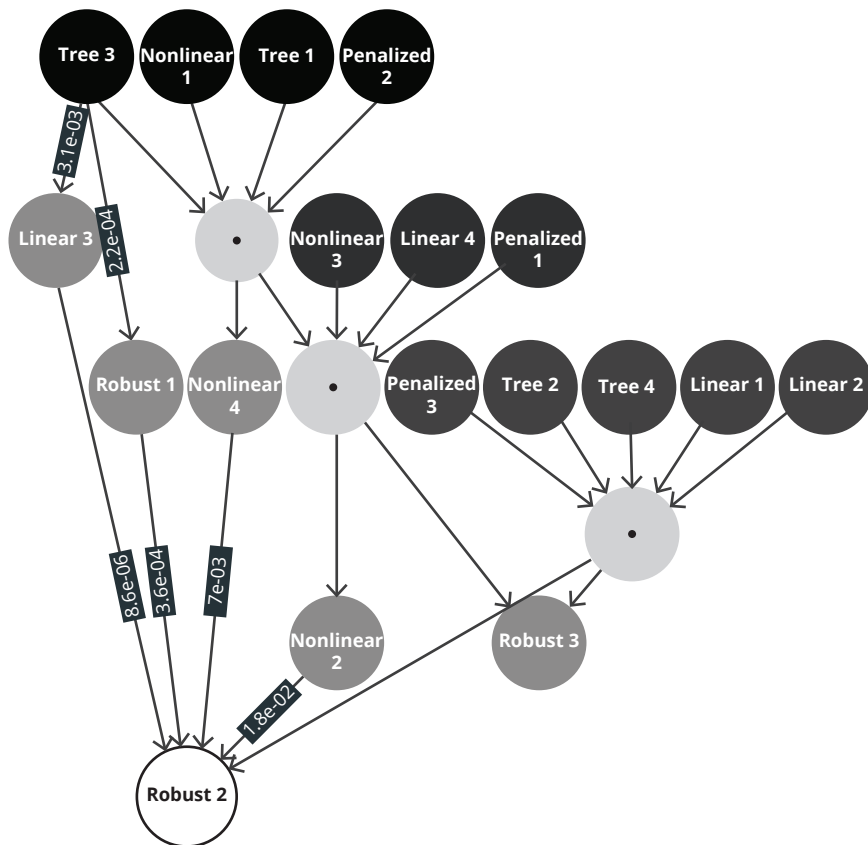 Tree 3
Nonlinear
1
Tree 1
Penalized
2
3.1e-03
2.2e-04
Linear 3
Nonlinear
3
Linear 4
Penalized
1
Robust 1
Nonlinear
4
Penalized
3
Tree 2
Tree 4
Linear 1
Linear 2
8.6e-06
3.6e-04
7e-03
Nonlinear
2
Robust 3
1.8e-02
Robust 2